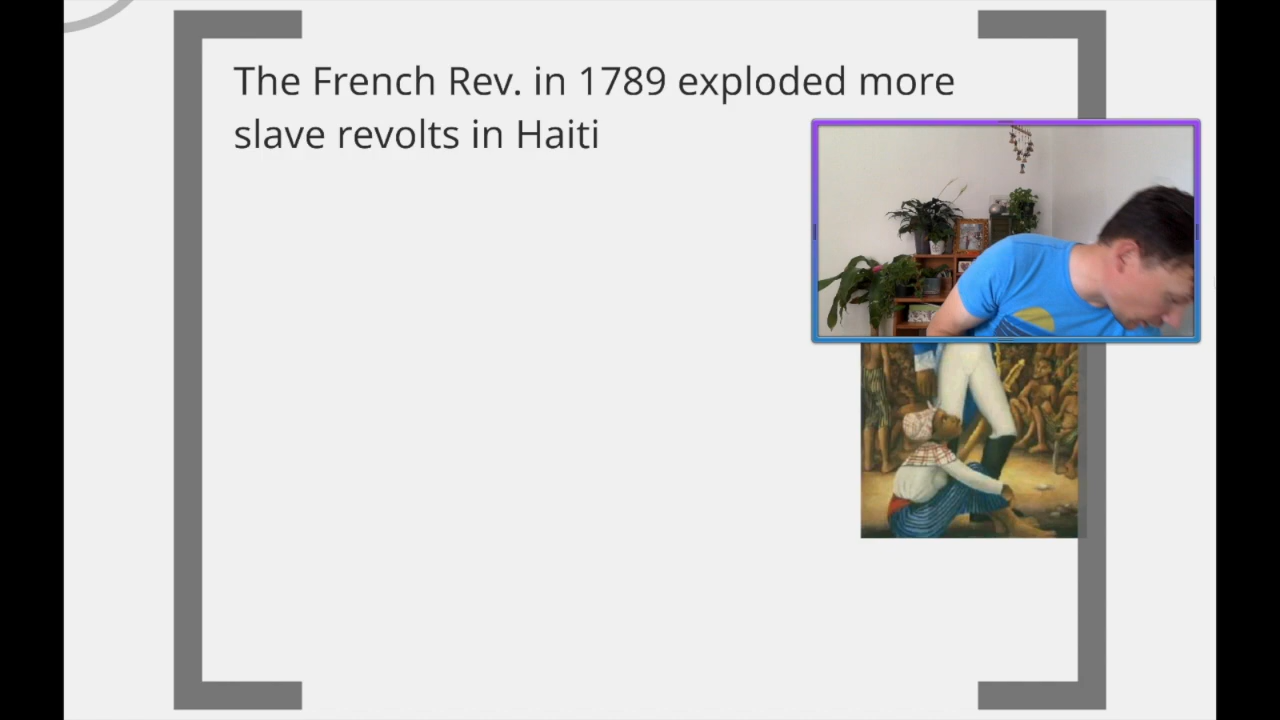 The French Rev. in 1789 exploded more
slave revolts in Haiti